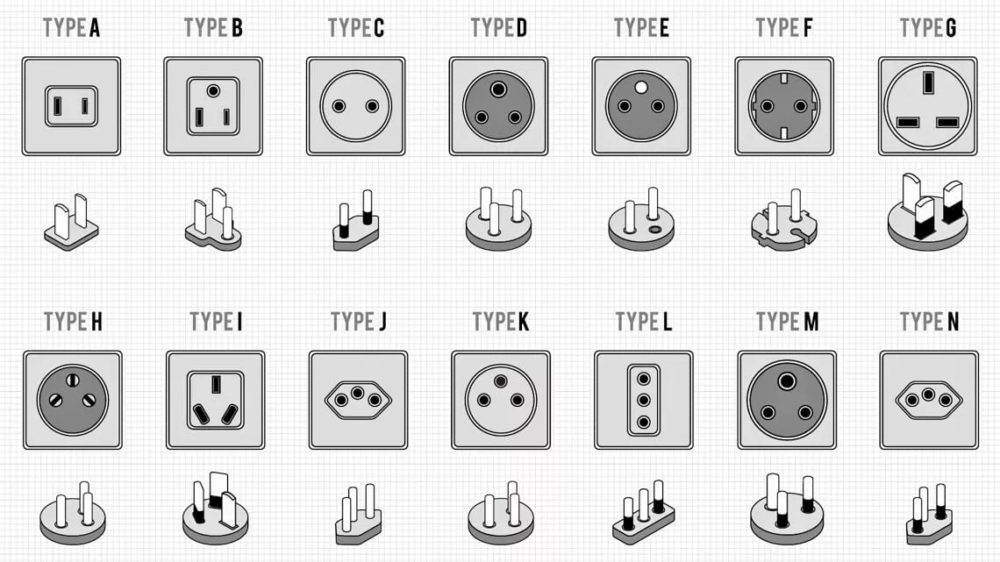 TYPE A
TYPE B
TYPE C
TYPE D
TYPE E
TYPE F
TYPE G
TYPE H
TYPE I
TYPE J
TYPE K
TYPE L
TYPE M
TYPE N